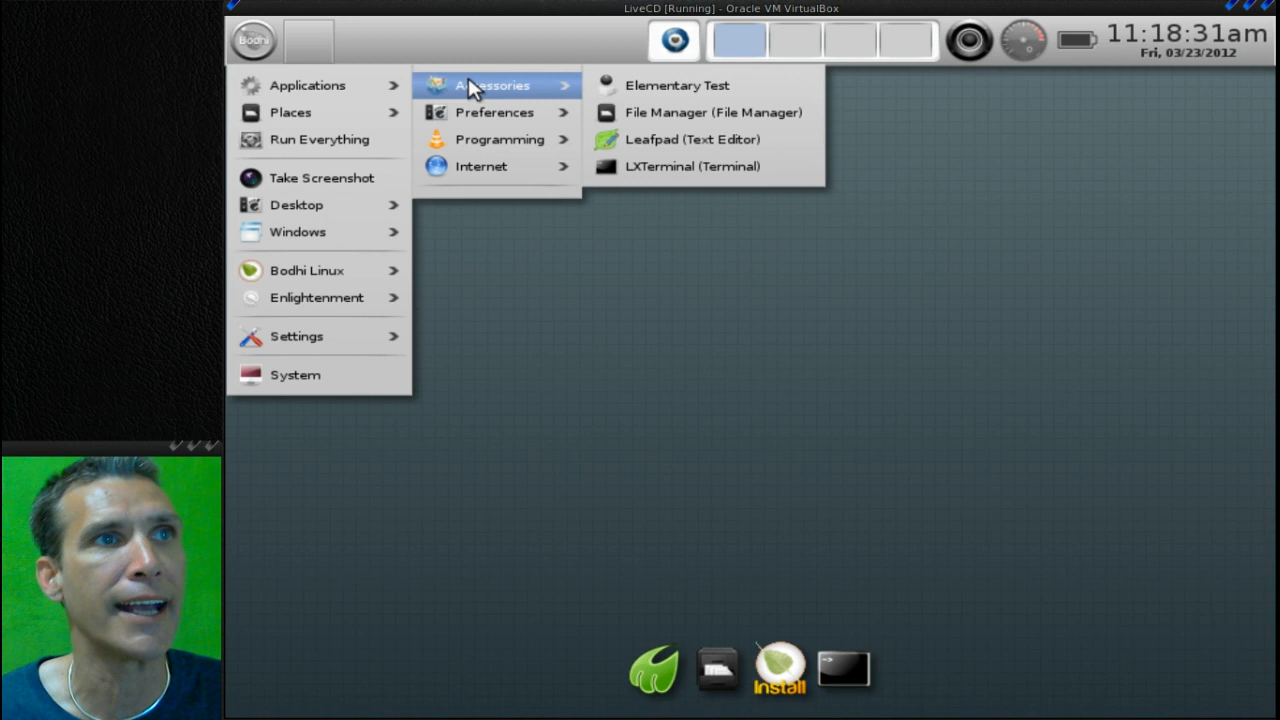 LiveCD [Running] - Oracle VM VirtualBox
Bodhi
11:18:31am
Fri, 03/23/2012
Applications
Places
Run Everything
Take Screenshot
Desktop
Windows
Bodhi Linux
Enlightenment
Settings
System
Accessories
Preferences
Programming
Internet
Elementary Test
File Manager (File Manager)
Leafpad (Text Editor)
LXTerminal (Terminal)
Install